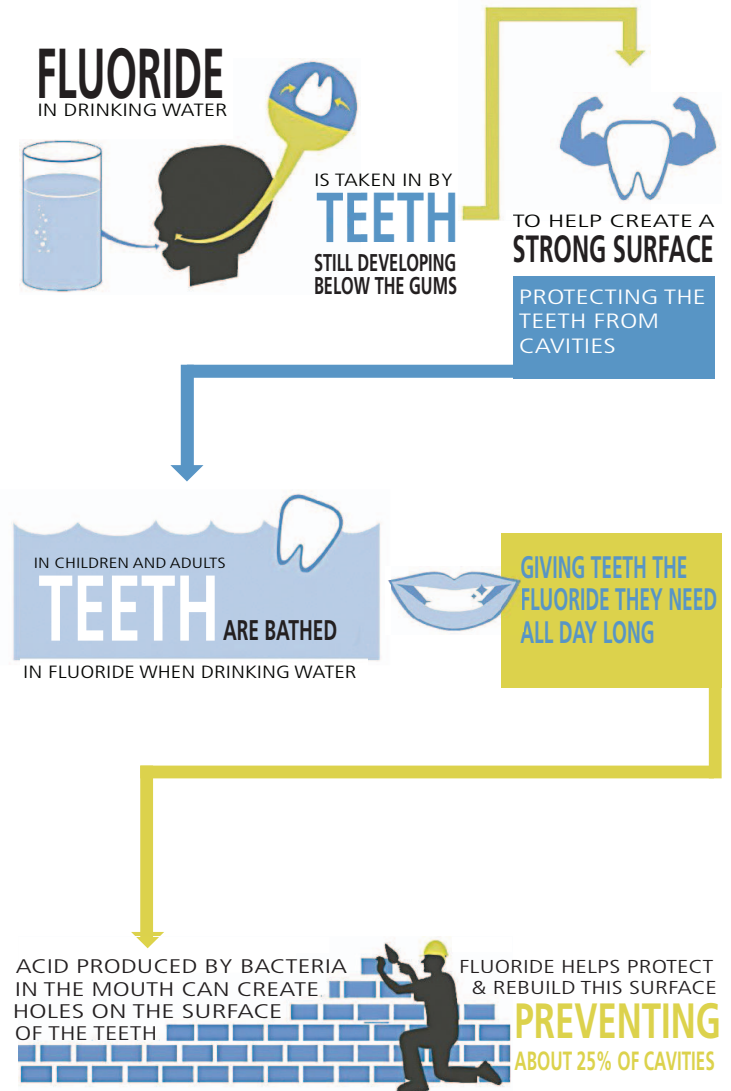 FLUORIDE
IN DRINKING WATER
IS TAKEN IN BY
TEETH
STILL DEVELOPING
BELOW THE GUMS
TO HELP CREATE A
STRONG SURFACE
PROTECTING THE
TEETH FROM
CAVITIES
IN CHILDREN AND ADULTS
TEETH ARE BATHED
IN FLUORIDE WHEN DRINKING WATER
GIVING TEETH THE
FLUORIDE THEY NEED
ALL DAY LONG
ACID PRODUCED BY BACTERIA
IN THE MOUTH CAN CREATE
HOLES ON THE SURFACE
OF THE TEETH
FLUORIDE HELPS PROTECT
& REBUILD THIS SURFACE
PREVENTING
ABOUT 25% OF CAVITIES